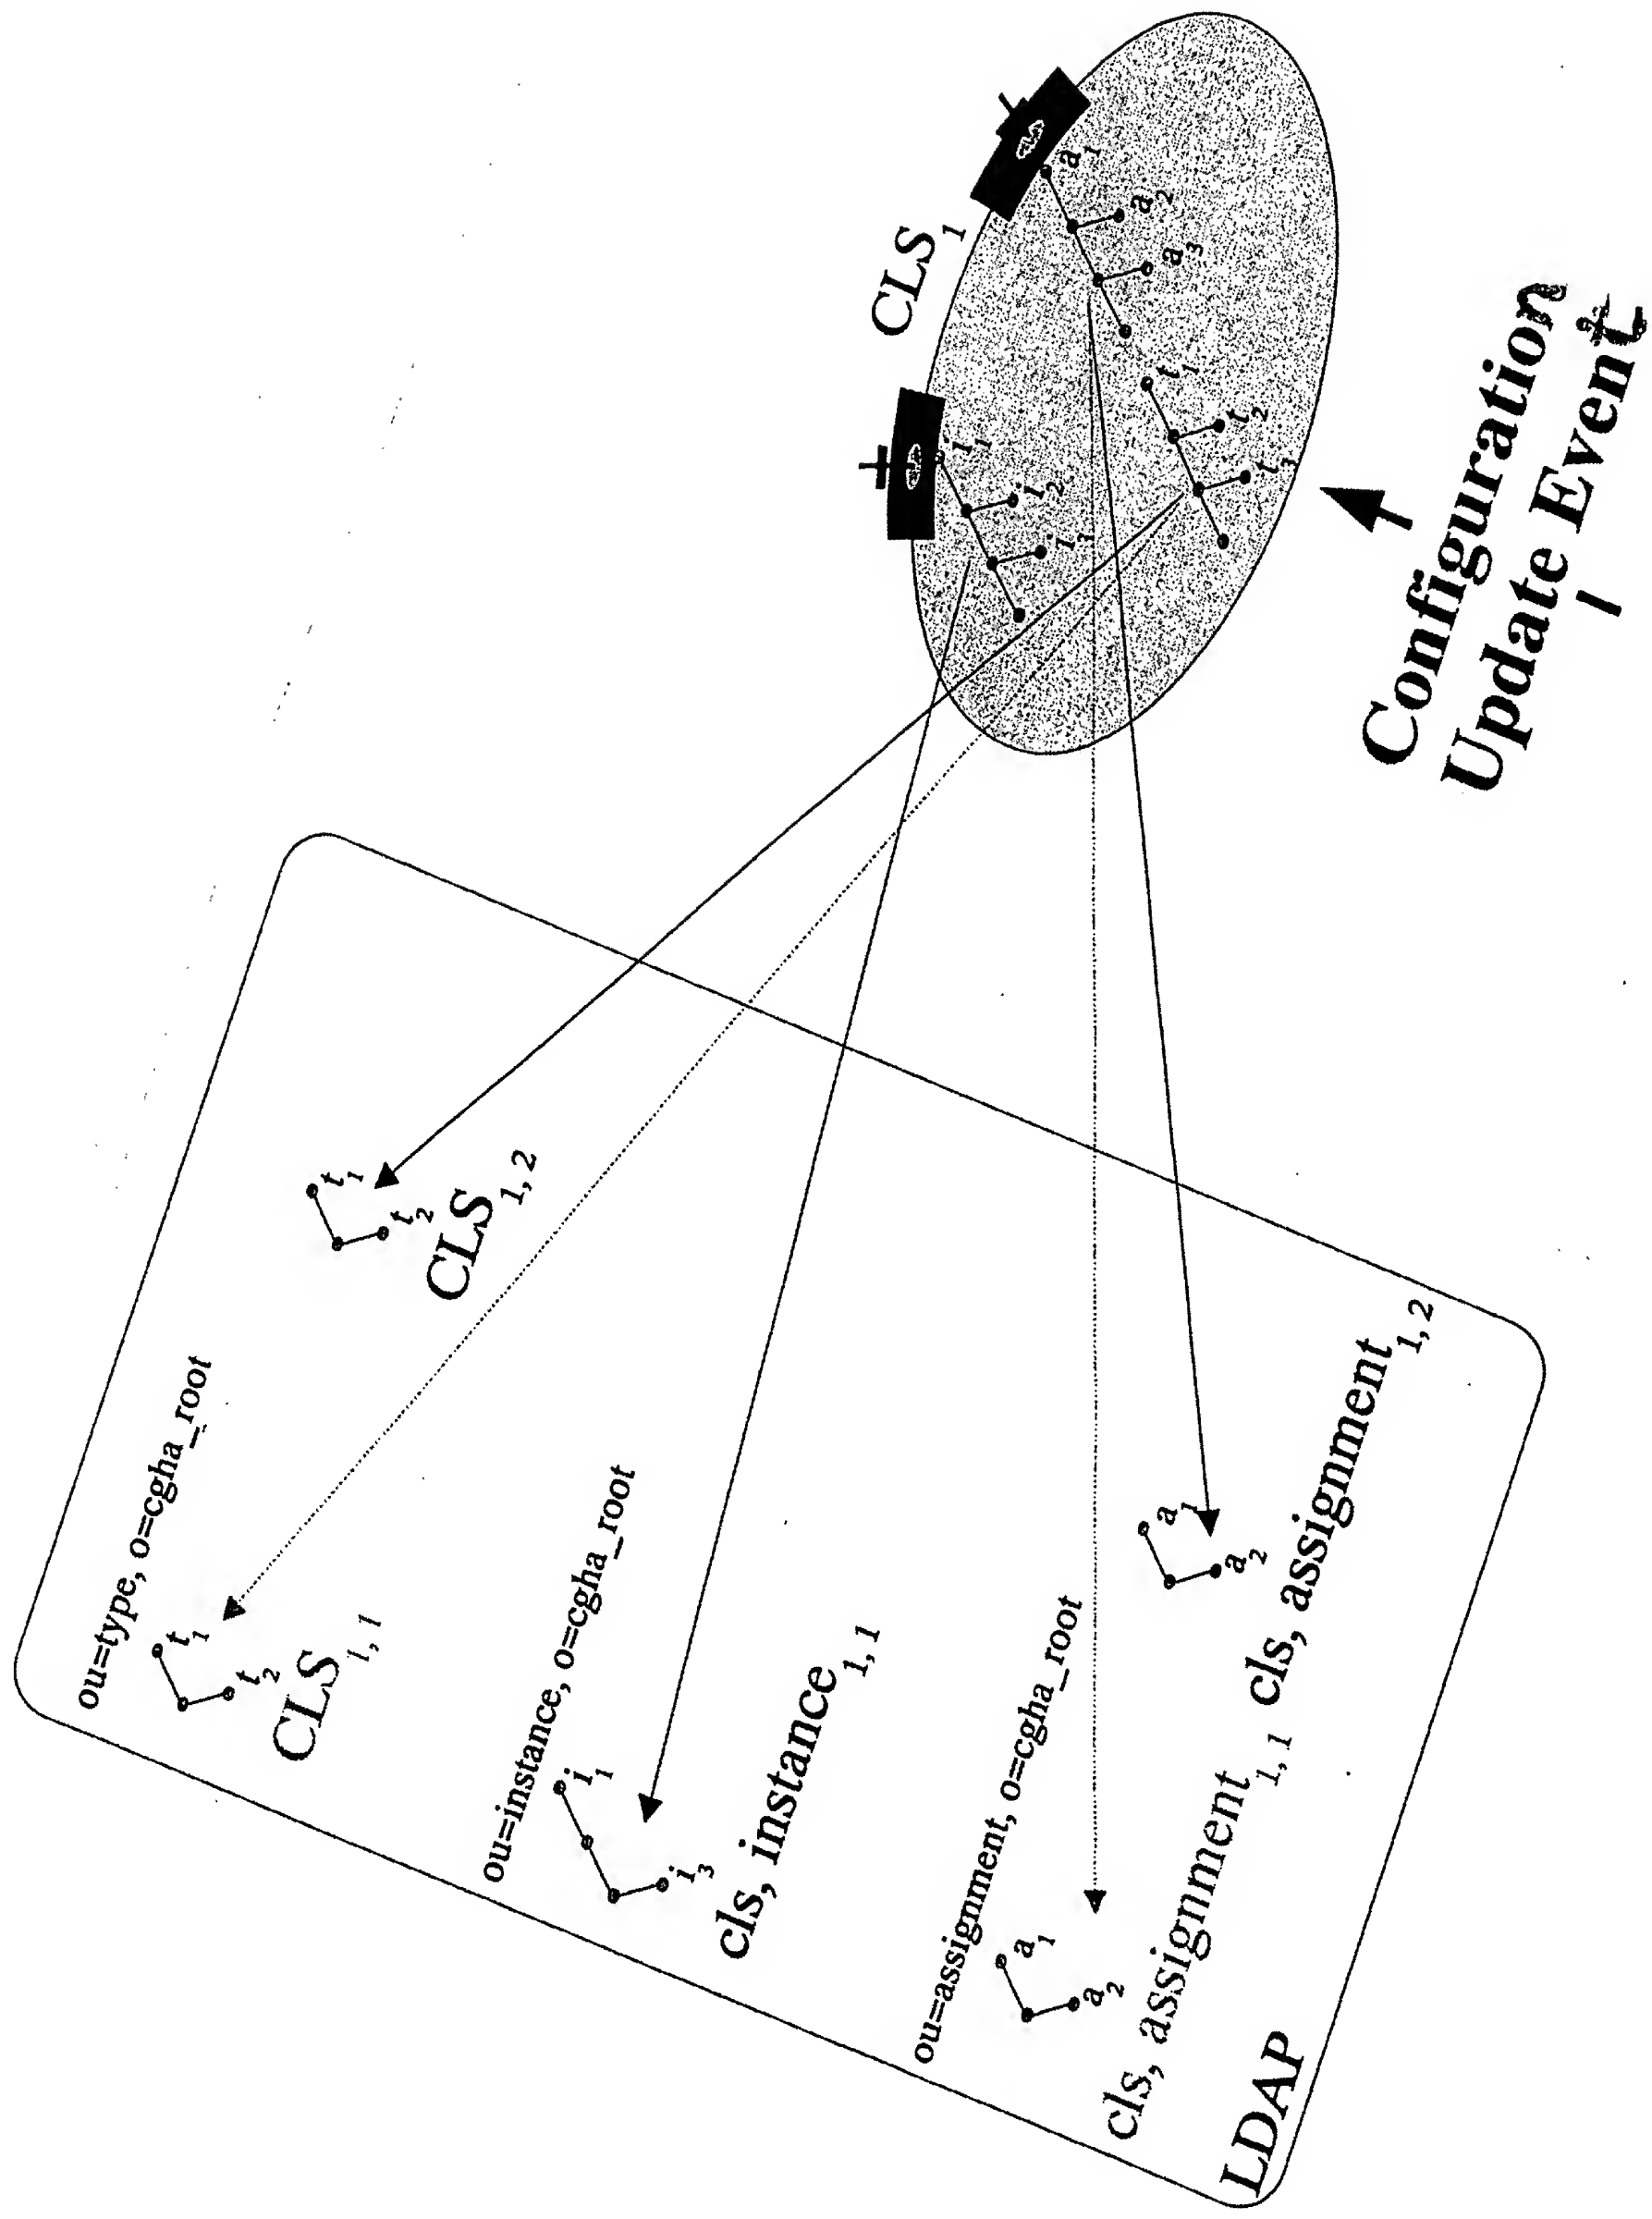 ou=type, o=cgha_root
t1
t2
CLS1, 1
t1
t2
CLS1, 2
ou=instance, o=cgha_root
i1
i3
cls, instance1, 1
ou=assignment, o=cgha_root
a1
a2
cls, assignment1, 1
a1
a2
cls, assignment1, 2
LDAP
CLS1
i1
i2
i3
a1
a2
a3
t1
t2
t3
Configuration
Update Event